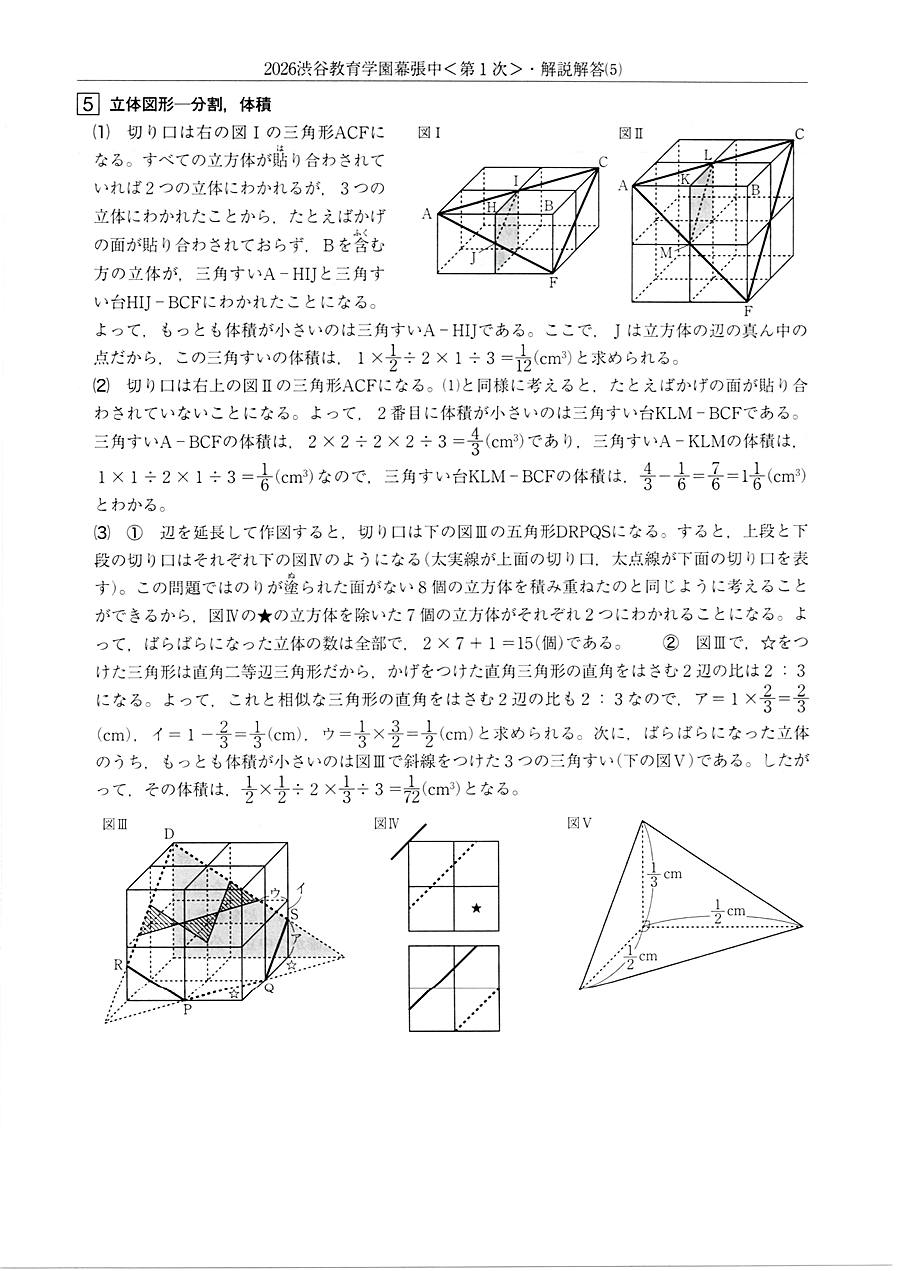 2026渋谷教育学園幕張中＜第1次＞・解説解答(5)
5 立体図形―分割，体積
(1) 切り口は右の図Ⅰの三角形ACFに
なる。すべての立方体が貼り合わされて
は
いれば2つの立体にわかれるが，3つの
立体にわかれたことから，たとえばかげ
の面が貼り合わされておらず，Bを含む
ふく
方の立体が，三角すいA－HIJと三角す
い台HIJ－BCFにわかれたことになる。
図Ⅰ
A
B
C
F
H
I
J
図Ⅱ
A
B
C
F
K
L
M
よって，もっとも体積が小さいのは三角すいA－HIJである。ここで，Jは立方体の辺の真ん中の
点だから，この三角すいの体積は，1×1/2÷2×1÷3＝1/12(cm³)と求められる。
(2) 切り口は右上の図Ⅱの三角形ACFになる。(1)と同様に考えると，たとえばかげの面が貼り合
わされていないことになる。よって，2番目に体積が小さいのは三角すい台KLM－BCFである。
三角すいA－BCFの体積は，2×2÷2×2÷3＝4/3(cm³)であり，三角すいA－KLMの体積は，
1×1÷2×1÷3＝1/6(cm³)なので，三角すい台KLM－BCFの体積は，4/3－1/6＝7/6＝1 1/6(cm³)
とわかる。
(3) ① 辺を延長して作図すると，切り口は下の図Ⅲの五角形DRPQSになる。すると，上段と下
段の切り口はそれぞれ下の図Ⅳのようになる(太実線が上面の切り口，太点線が下面の切り口を表
す)。この問題ではのりが塗られた面がない8個の立方体を積み重ねたのと同じように考えること
ぬ
ができるから，図Ⅳの★の立方体を除いた7個の立方体がそれぞれ2つにわかれることになる。よ
って，ばらばらになった立体の数は全部で，2×7＋1＝15(個)である。 ② 図Ⅲで，☆をつ
けた三角形は直角二等辺三角形だから，かげをつけた直角三角形の直角をはさむ2辺の比は2：3
になる。よって，これと相似な三角形の直角をはさむ2辺の比も2：3なので，ア＝1×2/3＝2/3
(cm)，イ＝1－2/3＝1/3(cm)，ウ＝1/3×3/2＝1/2(cm)と求められる。次に，ばらばらになった立体
のうち，もっとも体積が小さいのは図Ⅲで斜線をつけた3つの三角すい(下の図Ⅴ)である。したが
って，その体積は，1/2×1/2÷2×1/3÷3＝1/72(cm³)となる。
図Ⅲ
D
ウ
イ
S
ア
R
☆
☆
Q
P
図Ⅳ
★
図Ⅴ
1/3 cm
1/2 cm
1/2 cm